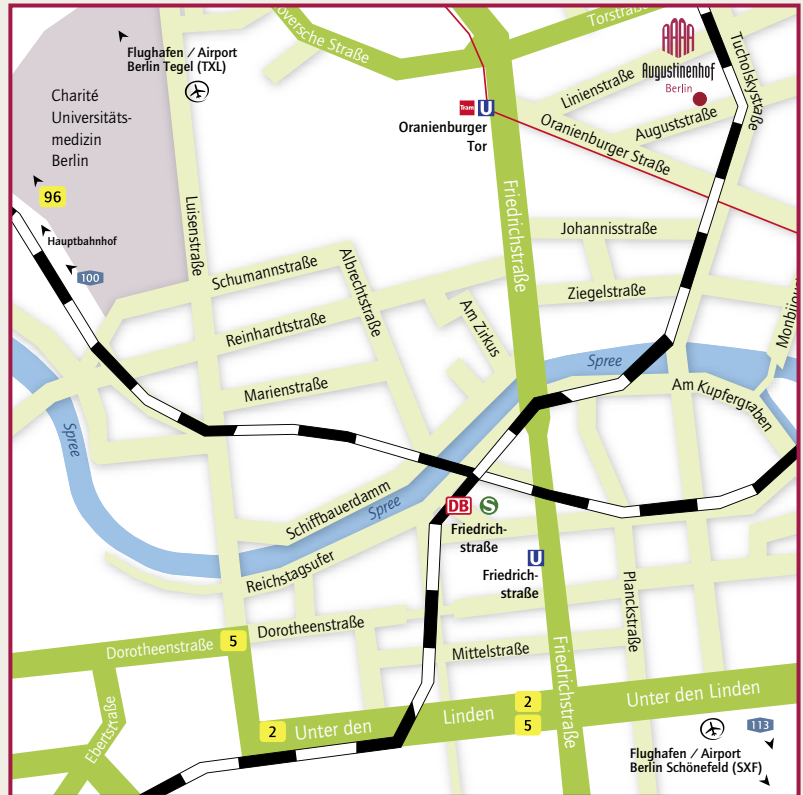 oversche Straße
Torstraße
Flughafen / Airport
Berlin Tegel (TXL)
Charité
Universitäts-
medizin
Berlin
96
Hauptbahnhof
100
Augustinenhof
Berlin
Tucholskystraße
Linienstraße
Auguststraße
Oranienburger Straße
Tram U
Oranienburger
Tor
Luisenstraße
Friedrichstraße
Johannisstraße
Schumannstraße
Albrechtstraße
Ziegelstraße
Am Zirkus
Reinhardtstraße
Monbijou
Spree
Marienstraße
Am Kupfergraben
Spree
Schiffbauerdamm
Spree
DB S
Friedrich-
straße
U
Friedrich-
straße
Reichstagsufer
Planckstraße
Dorotheenstraße
5
Dorotheenstraße
Mittelstraße
Friedrichstraße
Ebertstraße
2
Unter den
Linden
2
5
Unter den Linden
113
Flughafen / Airport
Berlin Schönefeld (SXF)